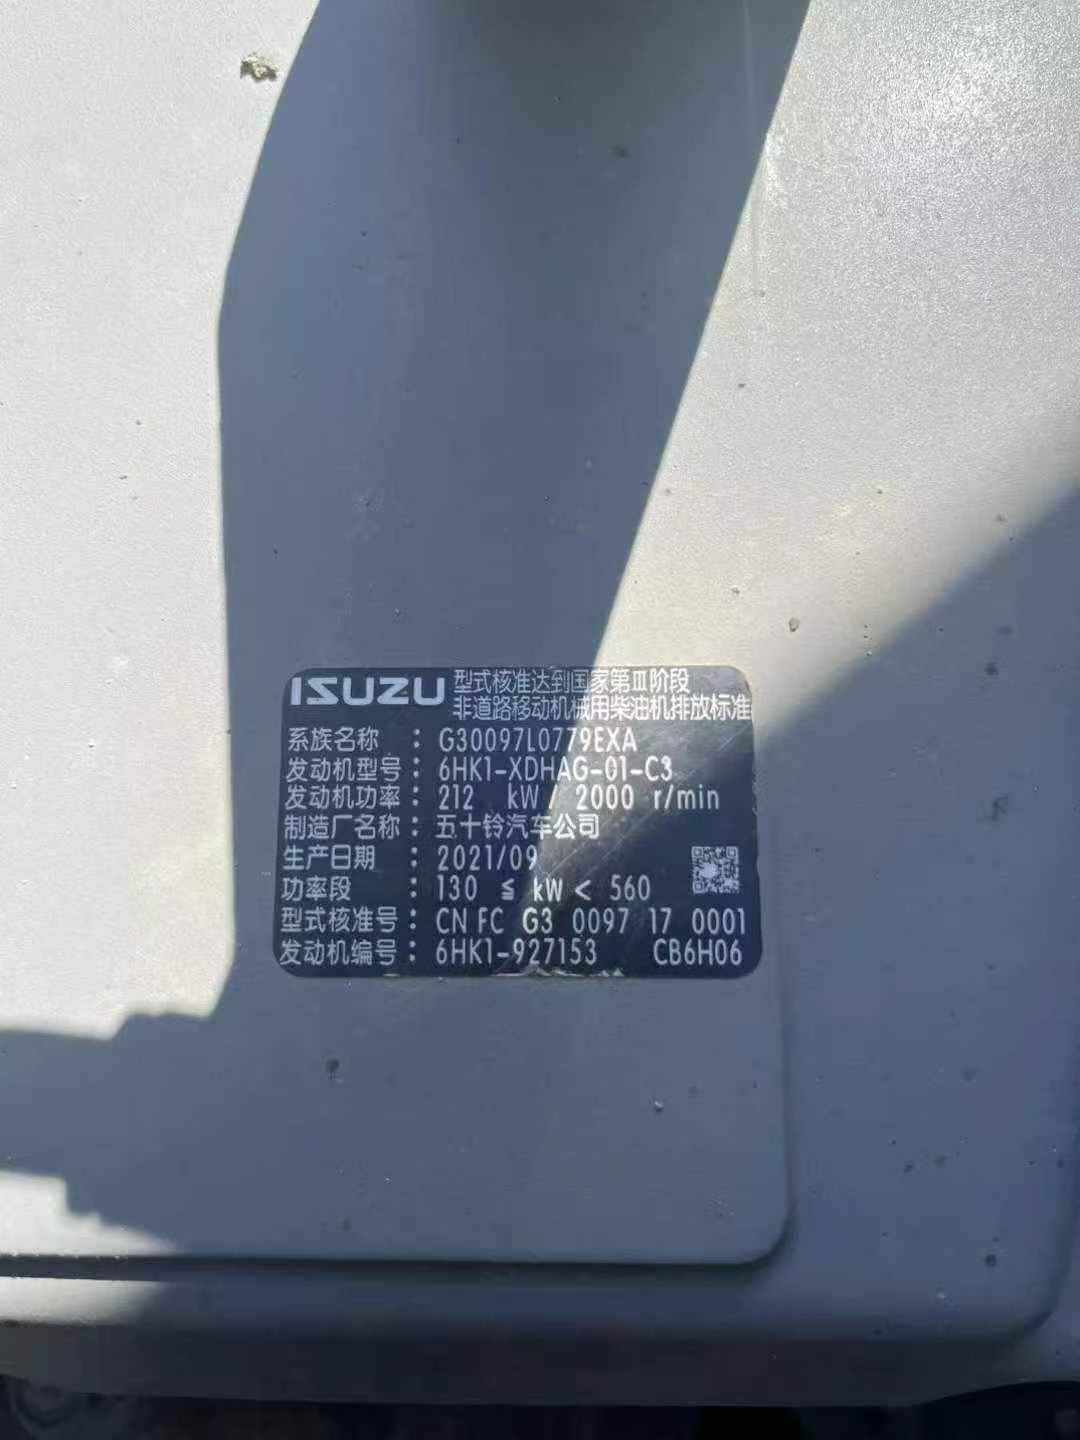 ISUZU 型式核准达到国家第Ⅲ阶段
非道路移动机械用柴油机排放标准
系族名称 : G30097L0779EXA
发动机型号 : 6HK1-XDHAG-01-C3
发动机功率 : 212 kW / 2000 r/min
制造厂名称 : 五十铃汽车公司
生产日期 : 2021/09
功率段 : 130 ≦ kW < 560
型式核准号 : CN FC G3 0097 17 0001
发动机编号 : 6HK1-927153 CB6H06